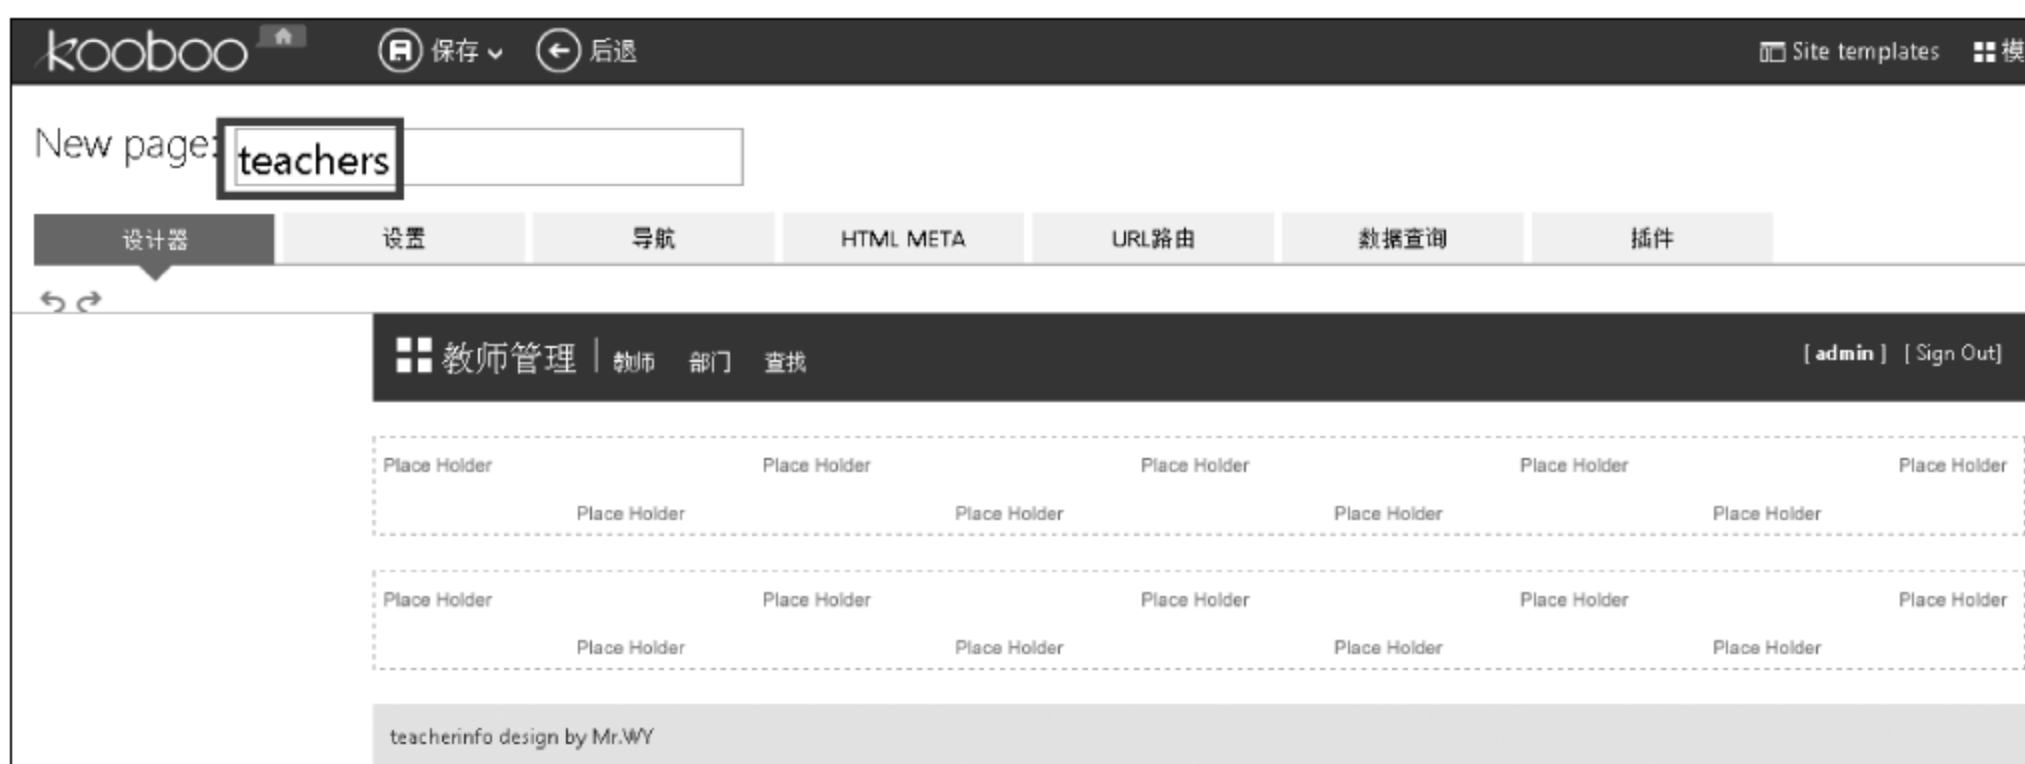 kooboo 保存 后退 Site templates 模
New page: teachers
设计器 设置 导航 HTML META URL路由 数据查询 插件
教师管理 教师 部门 查找 [ admin ] [ Sign Out]
Place Holder Place Holder Place Holder Place Holder Place Holder
Place Holder Place Holder Place Holder Place Holder
Place Holder Place Holder Place Holder Place Holder Place Holder
Place Holder Place Holder Place Holder Place Holder
teacherinfo design by Mr.WY